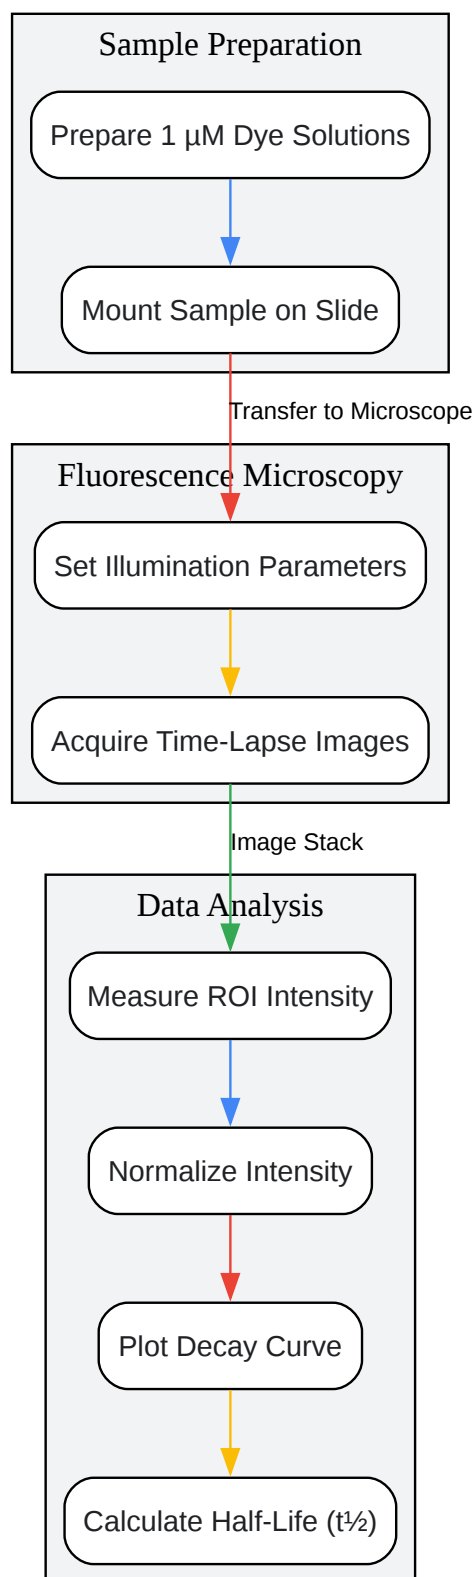 Sample Preparation
Prepare 1 µM Dye Solutions
Mount Sample on Slide
Transfer to Microscope
Fluorescence Microscopy
Set Illumination Parameters
Acquire Time-Lapse Images
Image Stack
Data Analysis
Measure ROI Intensity
Normalize Intensity
Plot Decay Curve
Calculate Half-Life (t½)